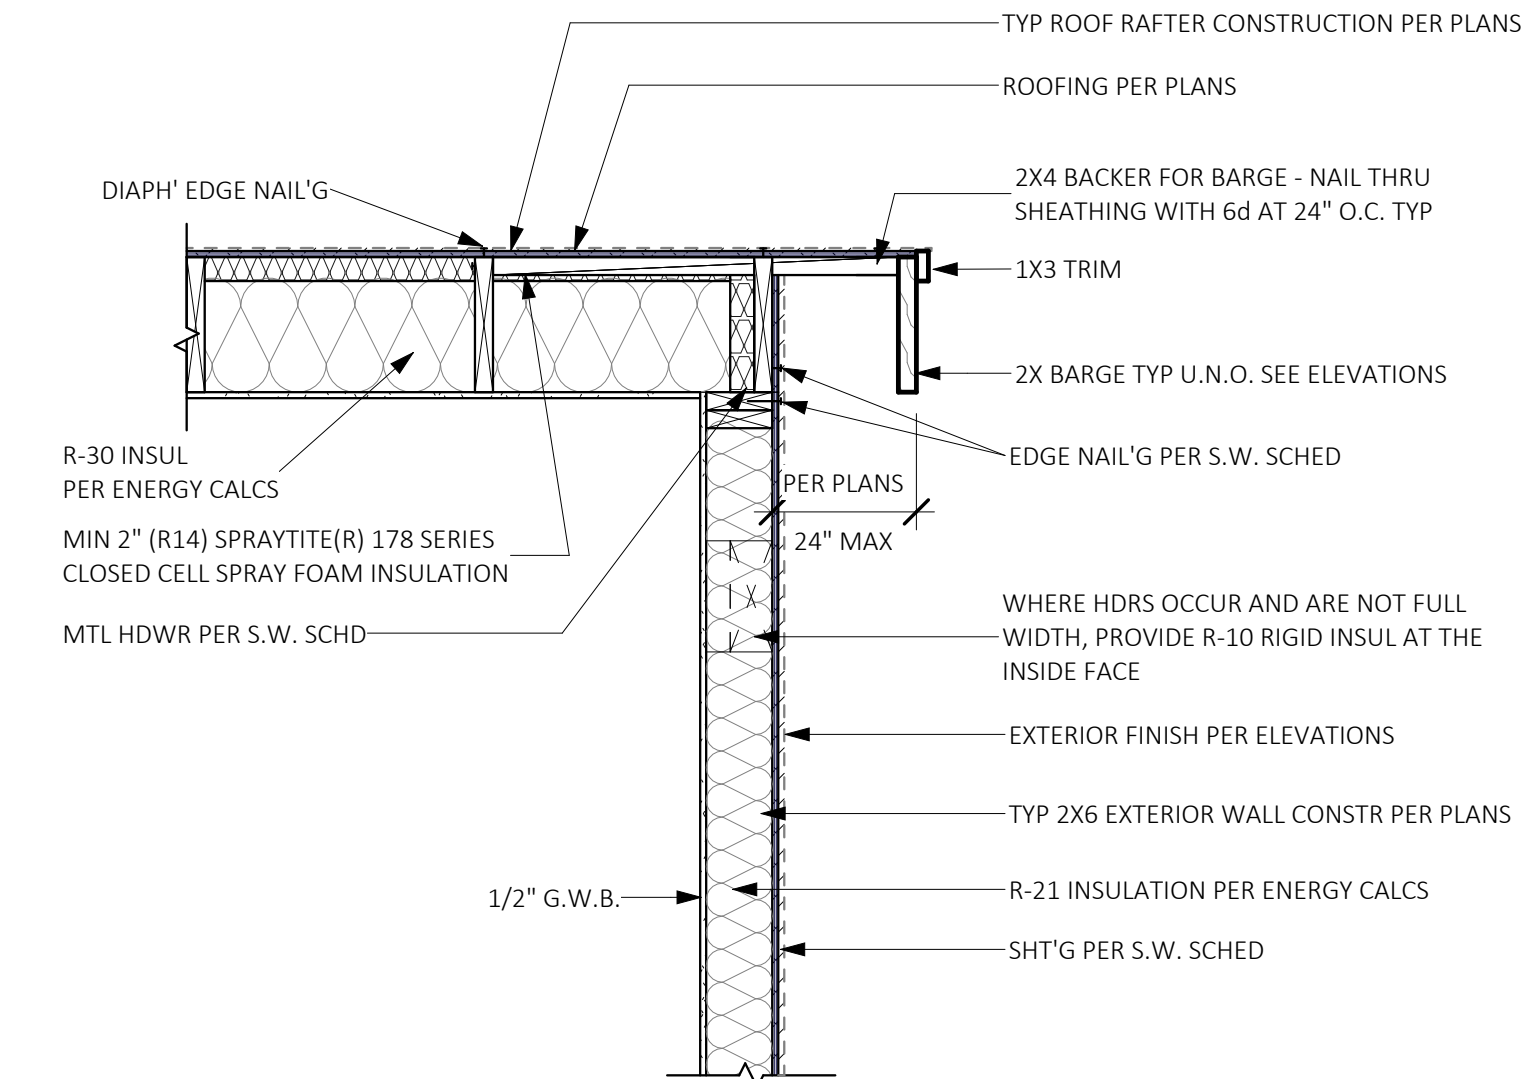 TYP ROOF RAFTER CONSTRUCTION PER PLANS
ROOFING PER PLANS
2X4 BACKER FOR BARGE - NAIL THRU
SHEATHING WITH 6d AT 24" O.C. TYP
DIAPH' EDGE NAIL'G
1X3 TRIM
2X BARGE TYP U.N.O. SEE ELEVATIONS
R-30 INSUL
PER ENERGY CALCS
EDGE NAIL'G PER S.W. SCHED
PER PLANS
24" MAX
MIN 2" (R14) SPRAYTITE(R) 178 SERIES
CLOSED CELL SPRAY FOAM INSULATION
MTL HDWR PER S.W. SCHD
WHERE HDRS OCCUR AND ARE NOT FULL
WIDTH, PROVIDE R-10 RIGID INSUL AT THE
INSIDE FACE
EXTERIOR FINISH PER ELEVATIONS
TYP 2X6 EXTERIOR WALL CONSTR PER PLANS
1/2" G.W.B.
R-21 INSULATION PER ENERGY CALCS
SHT'G PER S.W. SCHED